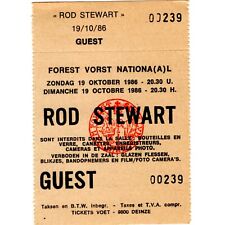 " ROD STEWART "
00239
19/10/86
GUEST
FOREST VORST NATIONA(A)L
ZONDAG 19 OKTOBER 1986 - 20.30 U.
DIMANCHE 19 OCTOBRE 1986 - 20.30 H.
ROD STEWART
SONT INTERDITS DANS LA SALLE: BOUTEILLES EN
VERRE, CANETTES, ENREGISTREURS,
CAMERAS ET APPAREILS PHOTO.
VERBODEN IN DE ZAAL: GLAZEN FLESSEN,
BLIKJES, BANDOPNEMERS EN FILM/FOTO CAMERA'S.
GUEST
00239
Taksen en B.T.W. inbegr. - Taxes et T.V.A. compr.
TICKETS VOET - 9800 DEINZE